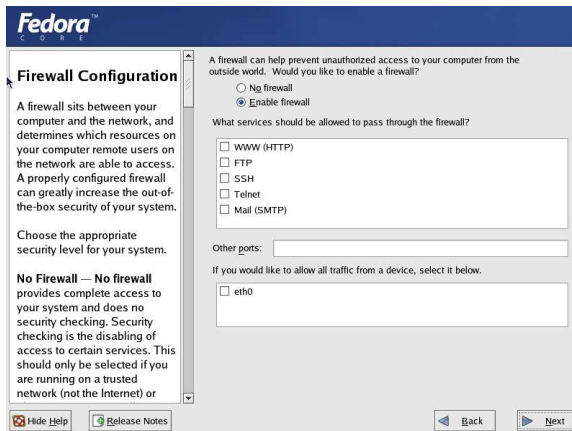 Fedora™
CORE
Firewall Configuration
A firewall sits between your
computer and the network, and
determines which resources on
your computer remote users on
the network are able to access.
A properly configured firewall
can greatly increase the out-of-
the-box security of your system.
Choose the appropriate
security level for your system.
No Firewall — No firewall
provides complete access to
your system and does no
security checking. Security
checking is the disabling of
access to certain services. This
should only be selected if you
are running on a trusted
network (not the Internet) or
A firewall can help prevent unauthorized access to your computer from the
outside world. Would you like to enable a firewall?
No firewall
Enable firewall
What services should be allowed to pass through the firewall?
WWW (HTTP)
FTP
SSH
Telnet
Mail (SMTP)
Other ports:
If you would like to allow all traffic from a device, select it below.
eth0
Hide Help
Release Notes
Back
Next